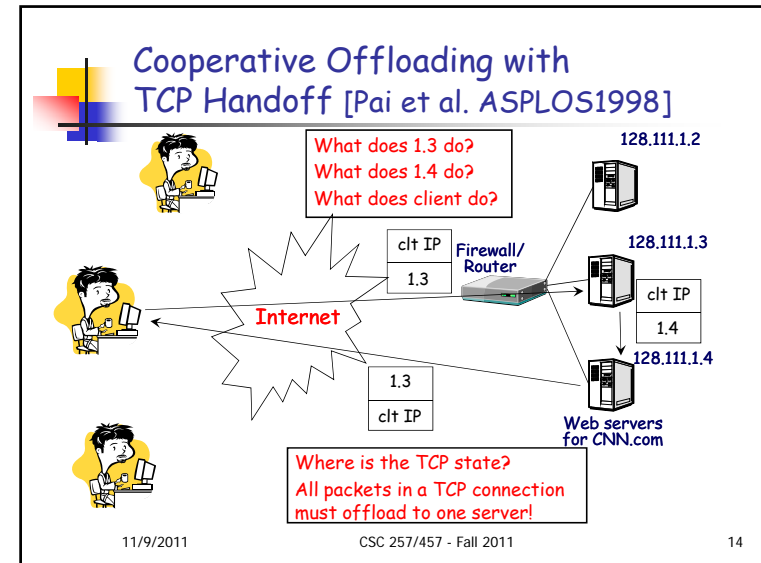 Cooperative Offloading with
TCP Handoff [Pai et al. ASPLOS1998]
What does 1.3 do?
What does 1.4 do?
What does client do?
128.111.1.2
clt IP
1.3
Firewall/
Router
128.111.1.3
clt IP
1.4
Internet
128.111.1.4
1.3
clt IP
Web servers
for CNN.com
Where is the TCP state?
All packets in a TCP connection
must offload to one server!
11/9/2011
CSC 257/457 - Fall 2011
14